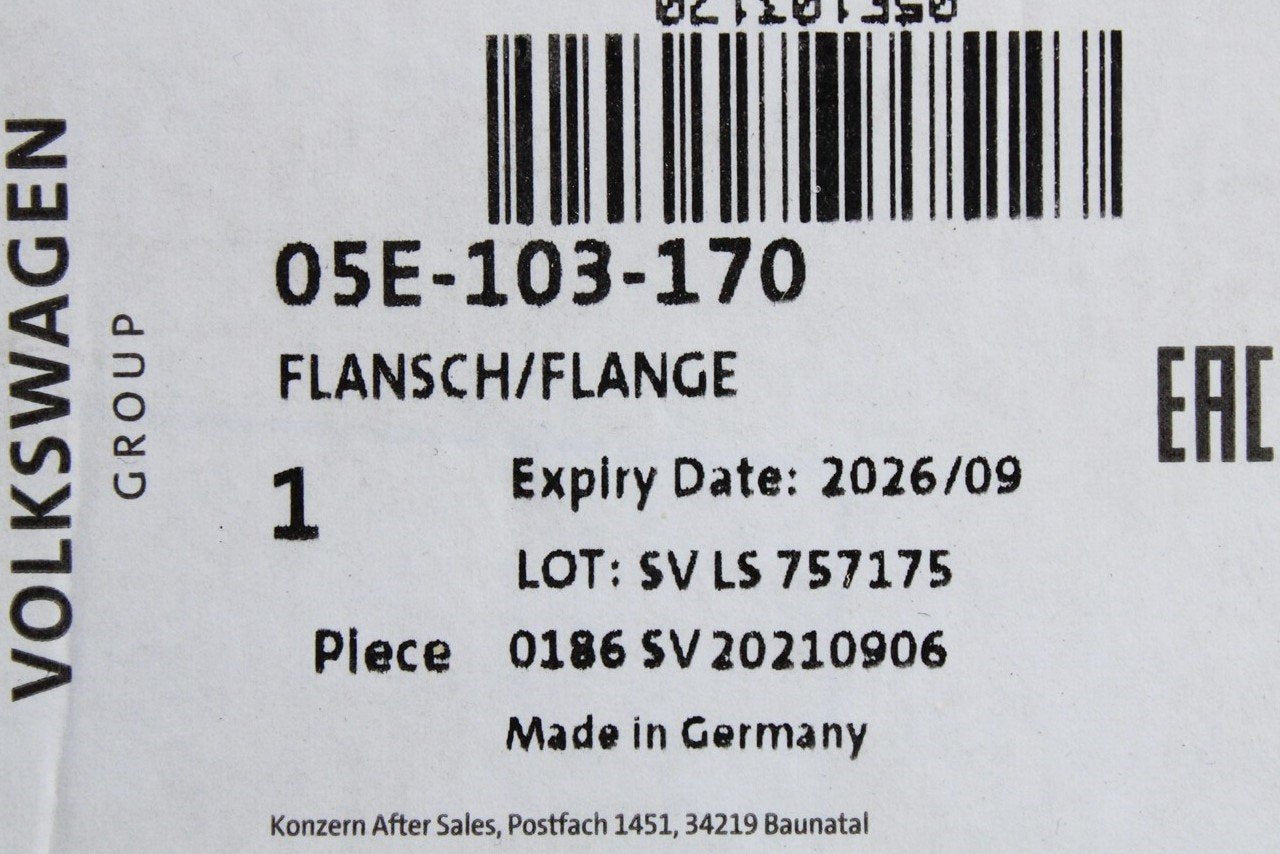 05E103170
05E-103-170
FLANSCH/FLANGE
1
Expiry Date: 2026/09
LOT: SV LS 757175
Piece
0186 SV 20210906
Made in Germany
Konzern After Sales, Postfach 1451, 34219 Baunatal
VOLKSWAGEN
GROUP
EAC